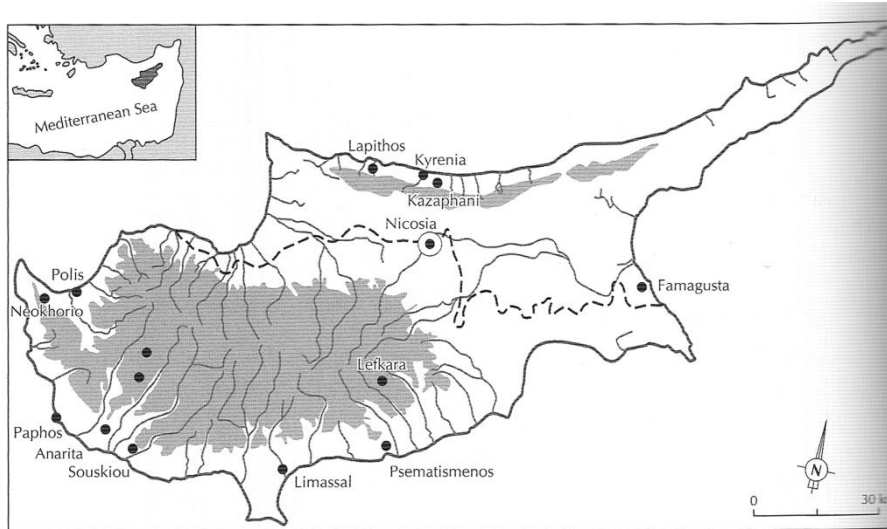 Mediterranean Sea
Lapithos
Kyrenia
Kazaphani
Nicosia
Polis
Neokhorio
Famagusta
Lefkara
Paphos
Anarita
Souskiou
Limassal
Psematismenos
N
0 30